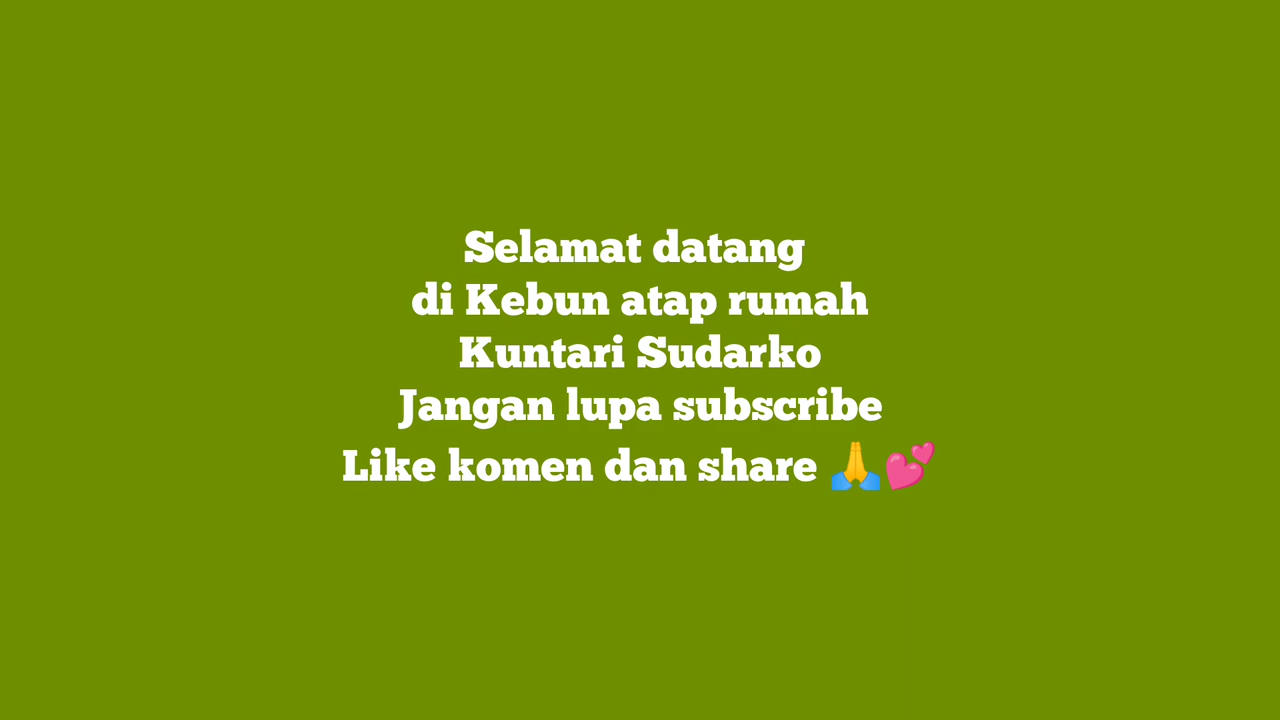 Selamat datang
di Kebun atap rumah
Kuntari Sudarko
Jangan lupa subscribe
Like komen dan share 🙏💕